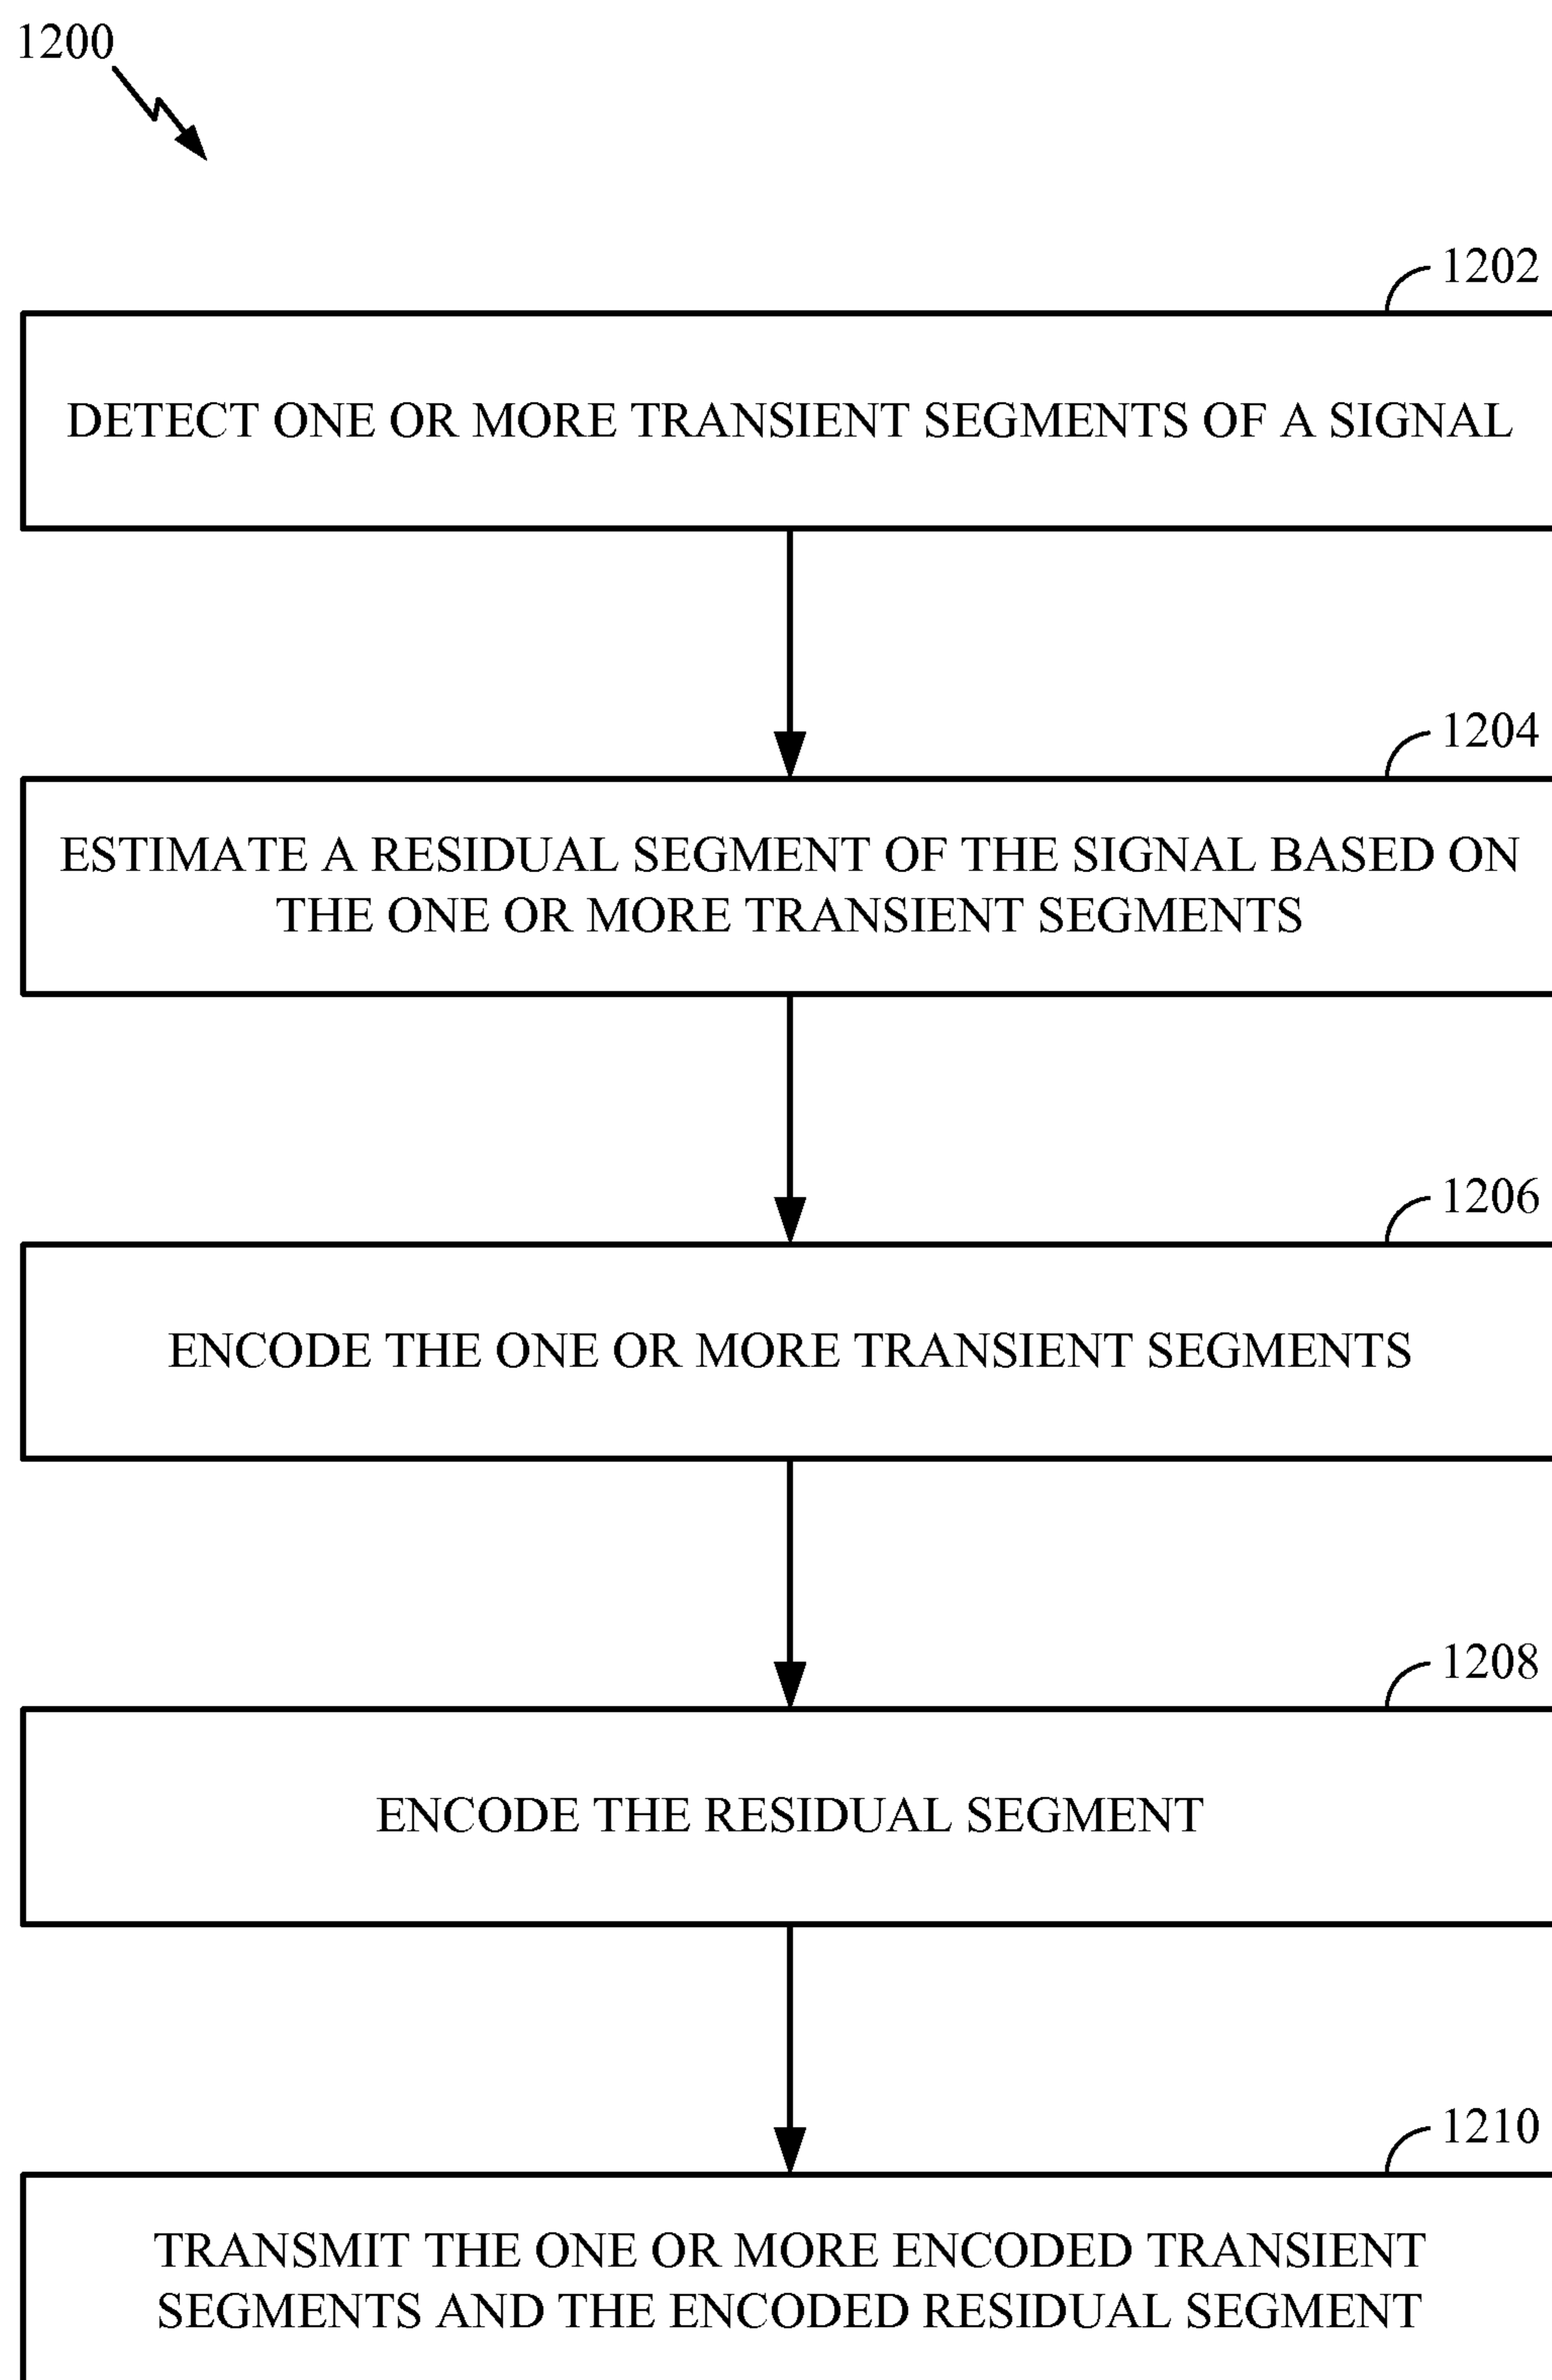 1200
1202
DETECT ONE OR MORE TRANSIENT SEGMENTS OF A SIGNAL
1204
ESTIMATE A RESIDUAL SEGMENT OF THE SIGNAL BASED ON
THE ONE OR MORE TRANSIENT SEGMENTS
1206
ENCODE THE ONE OR MORE TRANSIENT SEGMENTS
1208
ENCODE THE RESIDUAL SEGMENT
1210
TRANSMIT THE ONE OR MORE ENCODED TRANSIENT
SEGMENTS AND THE ENCODED RESIDUAL SEGMENT